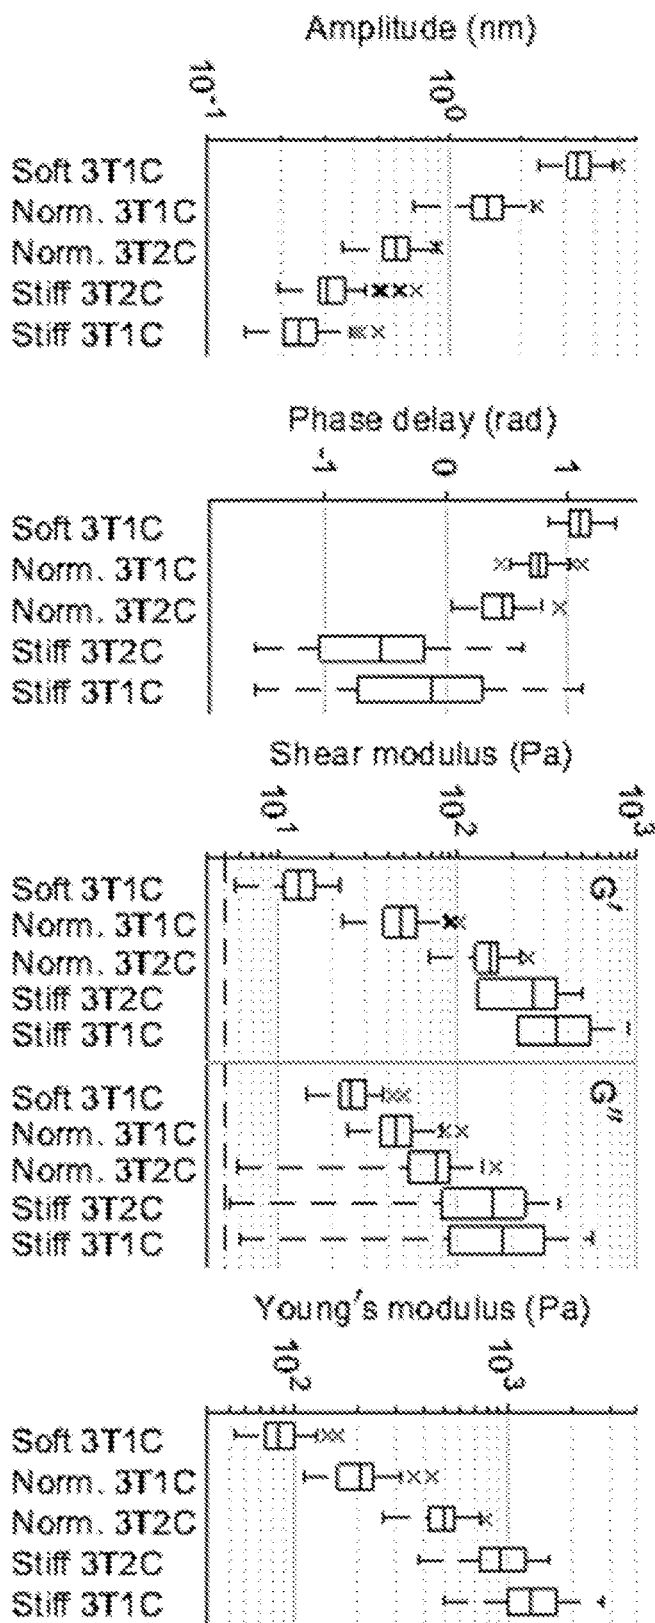 Amplitude (nm)
10-1 100
Soft 3T1C
Norm. 3T1C
Norm. 3T2C
Stiff 3T2C
Stiff 3T1C
Phase delay (rad)
-1 0 1
Soft 3T1C
Norm. 3T1C
Norm. 3T2C
Stiff 3T2C
Stiff 3T1C
Shear modulus (Pa)
101 102 103
G′
Soft 3T1C
Norm. 3T1C
Norm. 3T2C
Stiff 3T2C
Stiff 3T1C
G″
Soft 3T1C
Norm. 3T1C
Norm. 3T2C
Stiff 3T2C
Stiff 3T1C
Young′s modulus (Pa)
102 103
Soft 3T1C
Norm. 3T1C
Norm. 3T2C
Stiff 3T2C
Stiff 3T1C